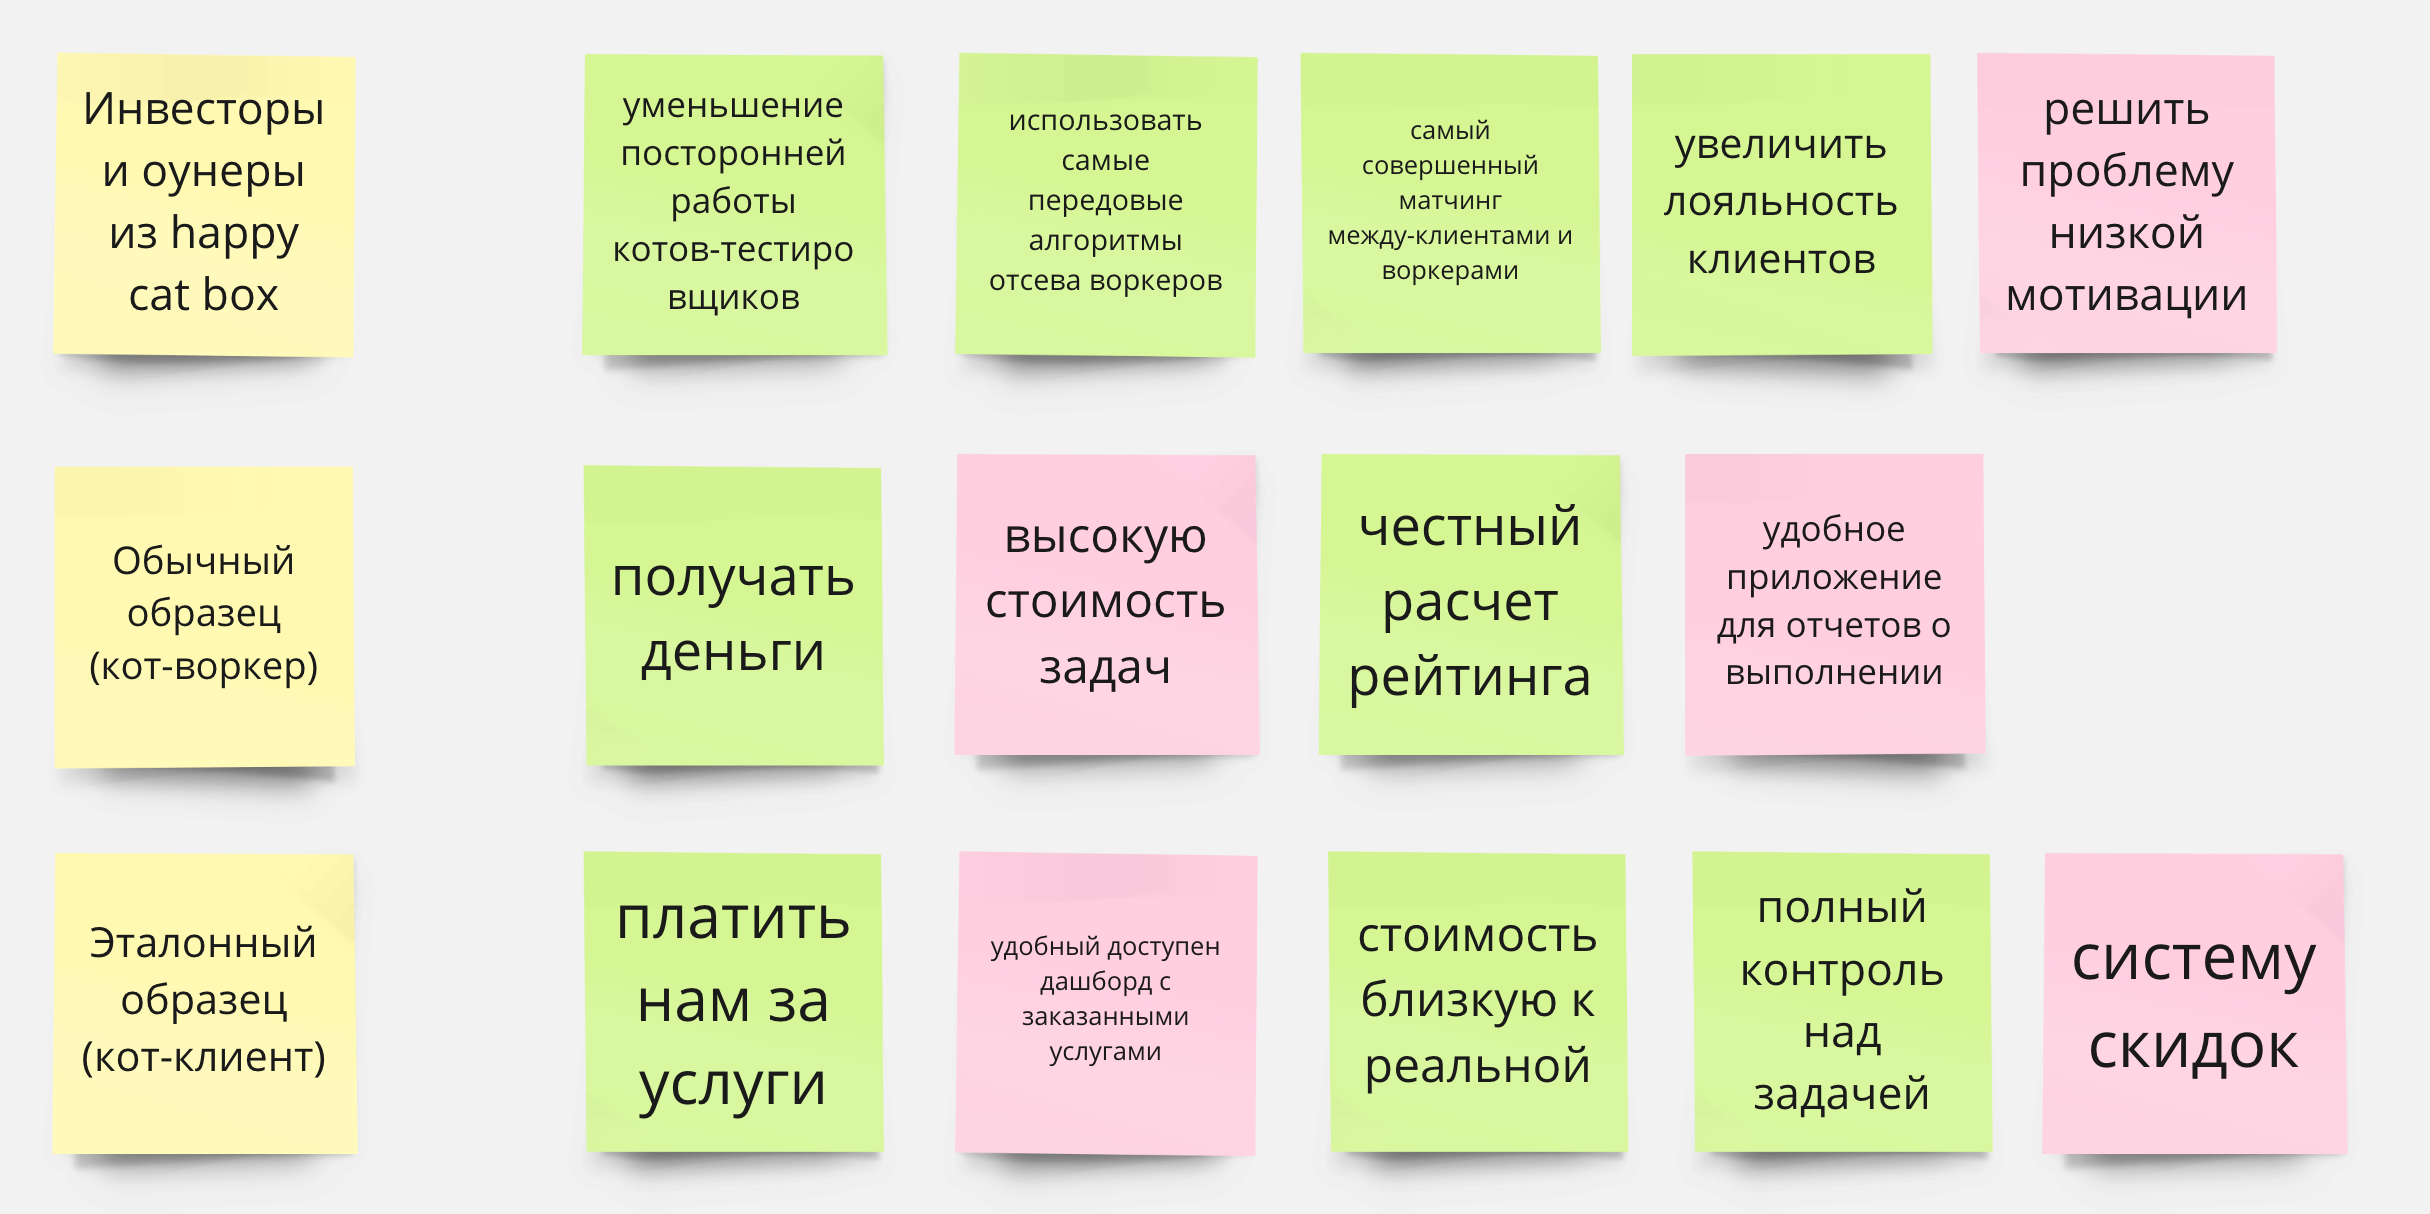 Инвесторы
и оунеры
из happy
cat box
уменьшение
посторонней
работы
котов-тестиро
вщиков
использовать
самые
передовые
алгоритмы
отсева воркеров
самый
совершенный
матчинг
между-клиентами и
воркерами
увеличить
лояльность
клиентов
решить
проблему
низкой
мотивации
Обычный
образец
(кот-воркер)
получать
деньги
высокую
стоимость
задач
честный
расчет
рейтинга
удобное
приложение
для отчетов о
выполнении
Эталонный
образец
(кот-клиент)
платить
нам за
услуги
удобный доступен
дашборд с
заказанными
услугами
стоимость
близкую к
реальной
полный
контроль
над
задачей
систему
скидок